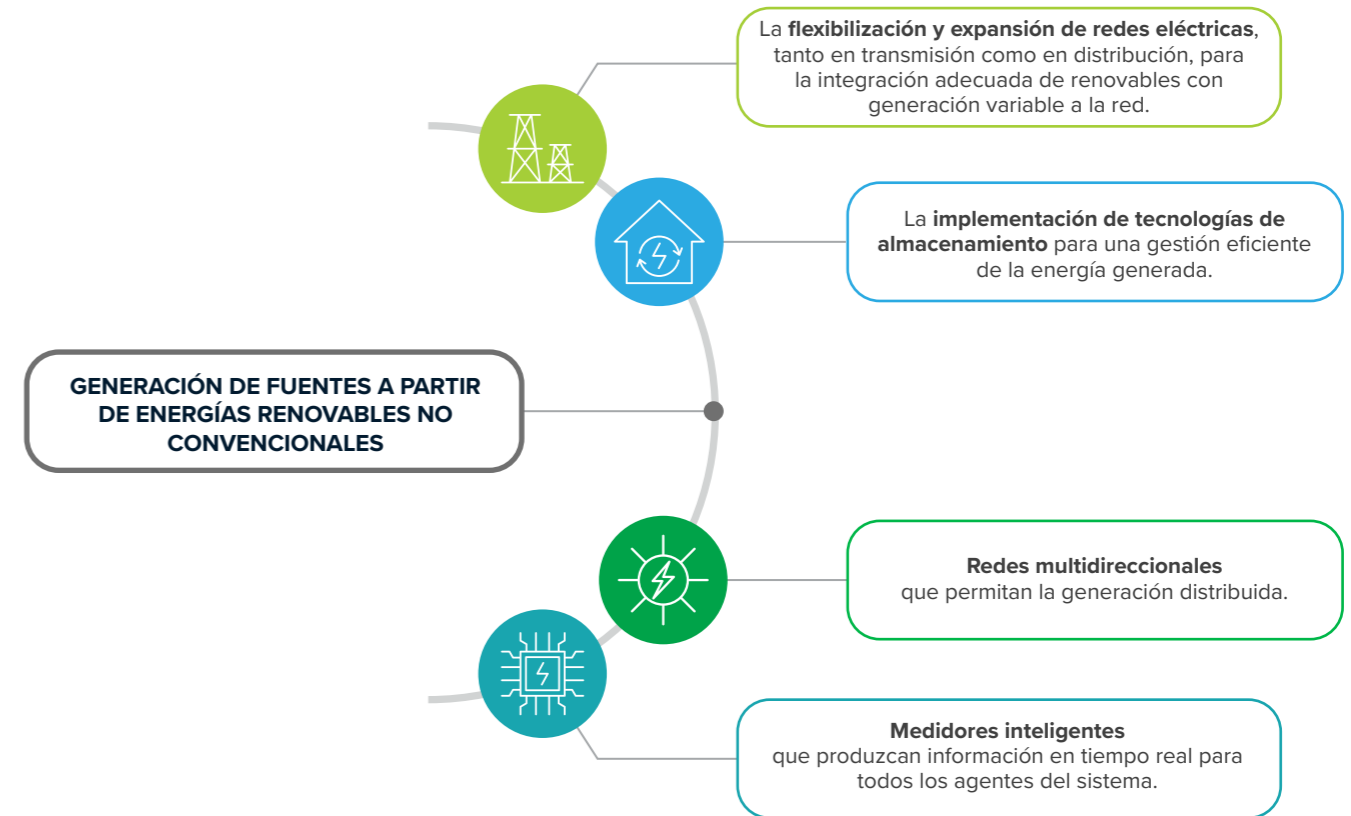 La flexibilización y expansión de redes eléctricas,
tanto en transmisión como en distribución, para
la integración adecuada de renovables con
generación variable a la red.
La implementación de tecnologías de
almacenamiento para una gestión eficiente
de la energía generada.
GENERACIÓN DE FUENTES A PARTIR
DE ENERGÍAS RENOVABLES NO
CONVENCIONALES
Redes multidireccionales
que permitan la generación distribuida.
Medidores inteligentes
que produzcan información en tiempo real para
todos los agentes del sistema.